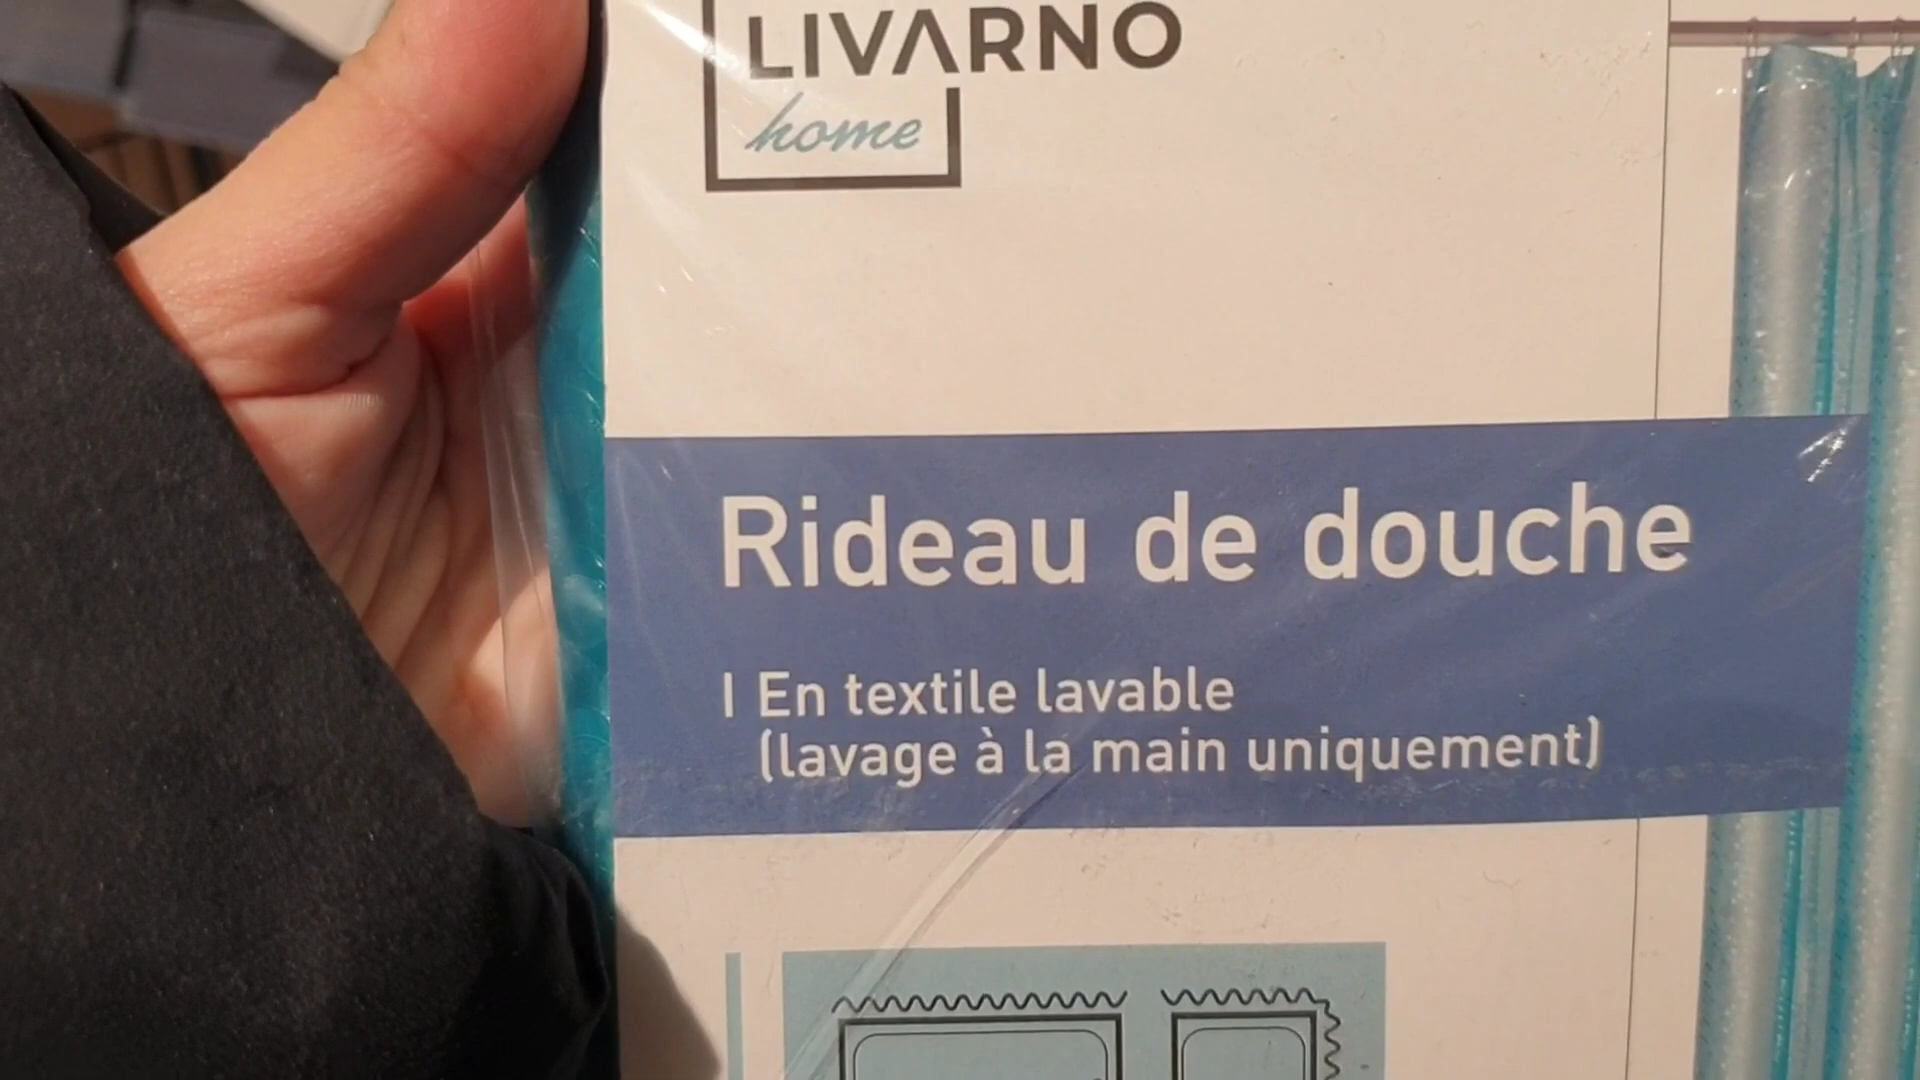 LIVARNO
home
Rideau de douche
| En textile lavable
(lavage à la main uniquement)